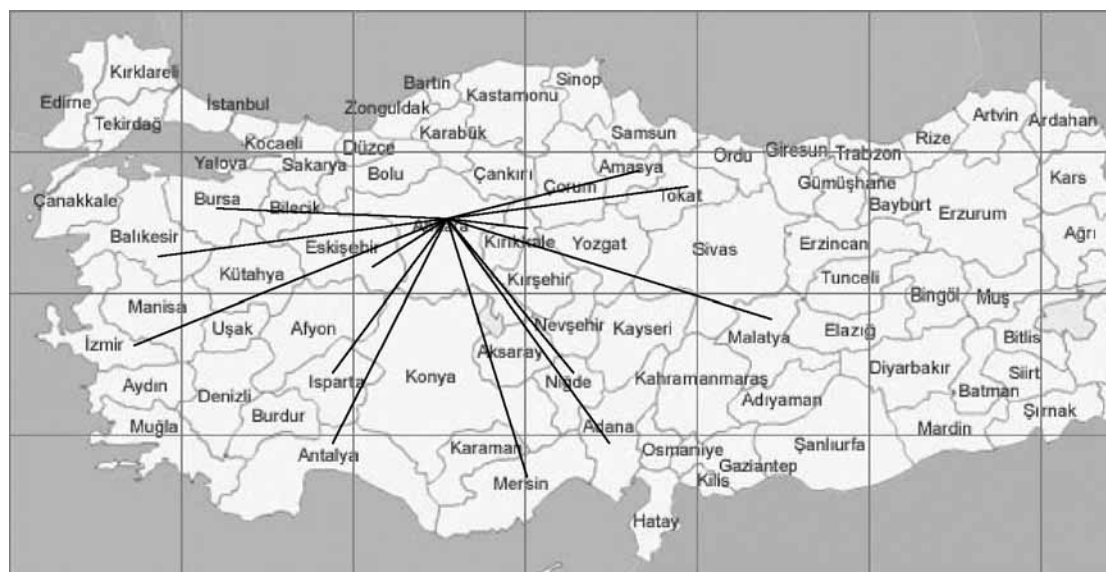 Kırklareli
Edirne
Tekirdağ
İstanbul
Kocaeli
Yalova
Sakarya
Düzce
Zonguldak
Bartın
Karabük
Kastamonu
Sinop
Samsun
Ordu
Giresun
Trabzon
Rize
Artvin
Ardahan
Çanakkale
Bursa
Bilecik
Bolu
Çankırı
Çorum
Amasya
Tokat
Gümüşhane
Bayburt
Erzurum
Kars
Ağrı
Balıkesir
Kütahya
Eskişehir
Ankara
Kırıkkale
Yozgat
Sivas
Erzincan
Tunceli
Bingöl
Muş
Bitlis
Manisa
Uşak
Afyon
Kırşehir
Nevşehir
Kayseri
Malatya
Elazığ
İzmir
Aydın
Denizli
Isparta
Konya
Aksaray
Niğde
Kahramanmaraş
Adıyaman
Diyarbakır
Batman
Siirt
Şırnak
Muğla
Burdur
Antalya
Karaman
Mersin
Adana
Osmaniye
Gaziantep
Kilis
Şanlıurfa
Mardin
Hatay